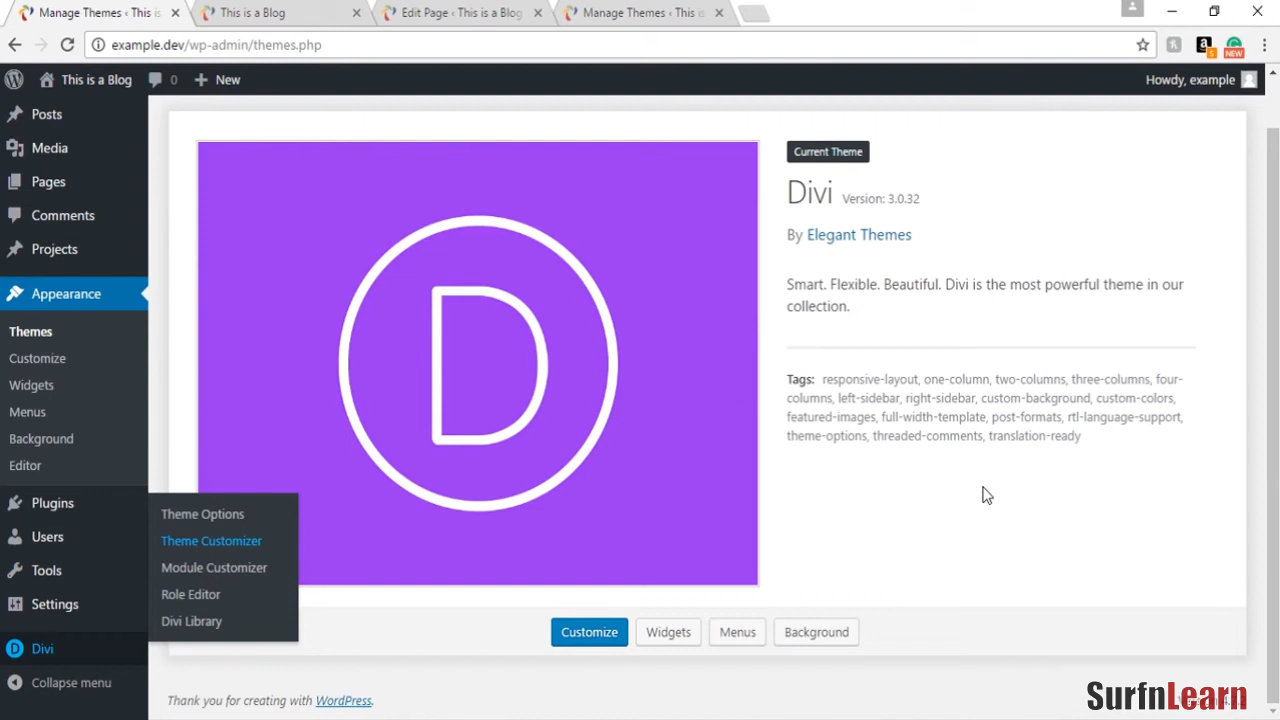 Manage Themes ‹ This is
This is a Blog
Edit Page ‹ This is a Blog
Manage Themes ‹ This is
example.dev/wp-admin/themes.php
5
NEW
This is a Blog
0
New
Howdy, example
Posts
Media
Pages
Comments
Projects
Appearance
Themes
Customize
Widgets
Menus
Background
Editor
Plugins
Users
Tools
Settings
Divi
Collapse menu
Theme Options
Theme Customizer
Module Customizer
Role Editor
Divi Library
D
Current Theme
Divi Version: 3.0.32
By Elegant Themes
Smart. Flexible. Beautiful. Divi is the most powerful theme in our
collection.
Tags: responsive-layout, one-column, two-columns, three-columns, four-
columns, left-sidebar, right-sidebar, custom-background, custom-colors,
featured-images, full-width-template, post-formats, rtl-language-support,
theme-options, threaded-comments, translation-ready
Customize
Widgets
Menus
Background
Thank you for creating with WordPress.
SurfnLearn